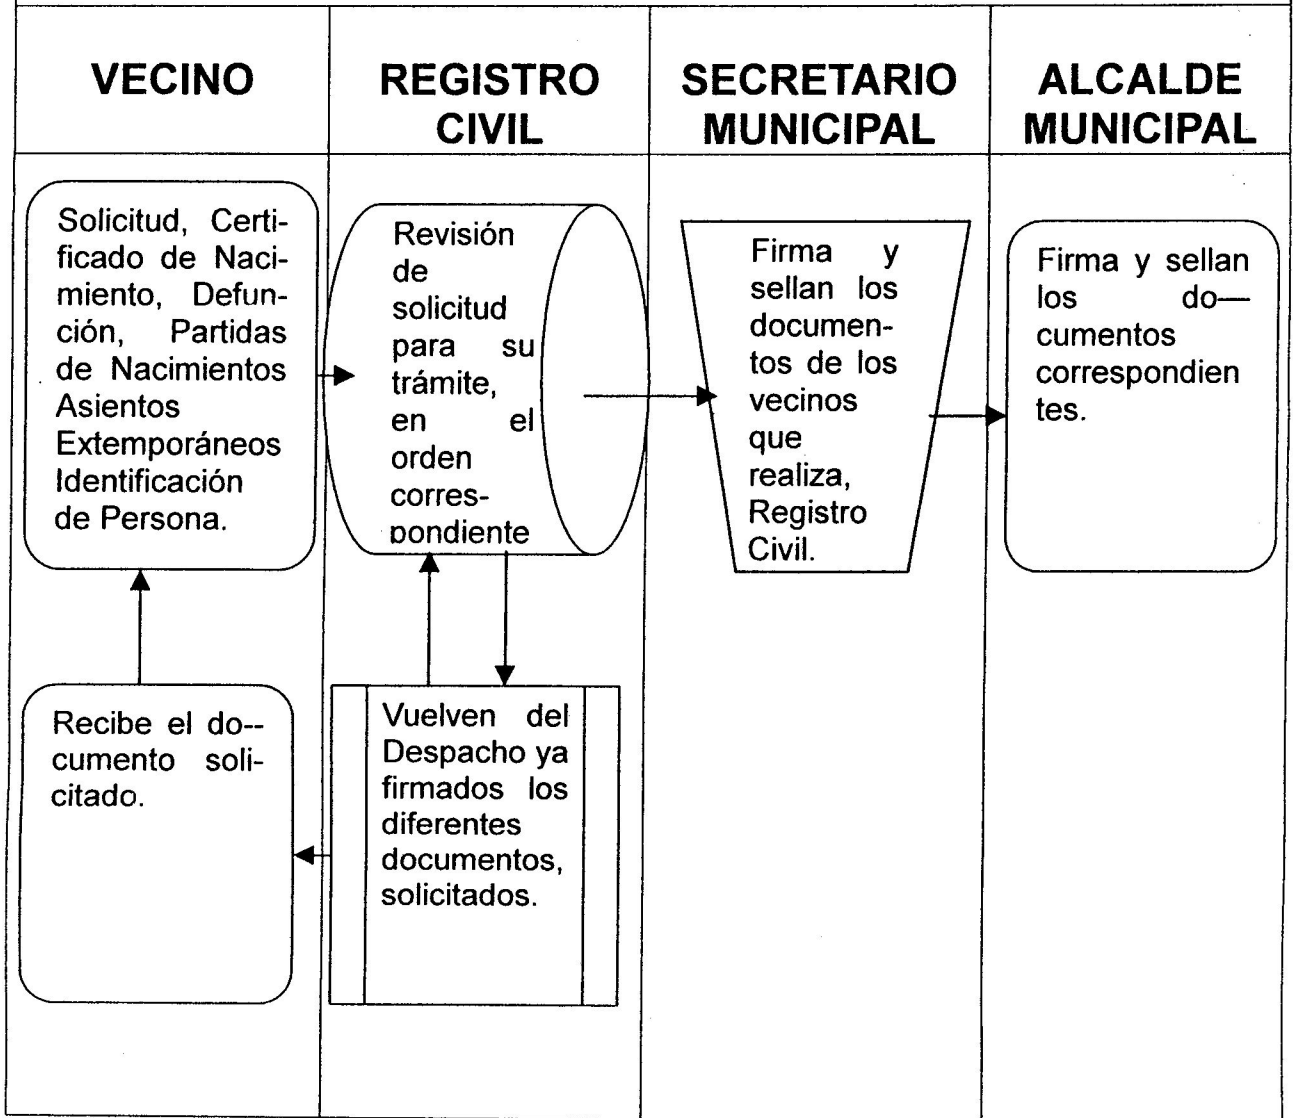 VECINO
REGISTRO
CIVIL
SECRETARIO
MUNICIPAL
ALCALDE
MUNICIPAL
Solicitud, Certi-
ficado de Naci-
miento, Defun-
ción, Partidas
de Nacimientos
Asientos
Extemporáneos
Identificación
de Persona.
Revisión
de
solicitud
para su
trámite,
en el
orden
corres-
pondiente
Firma y
sellan los
documen-
tos de los
vecinos
que
realiza,
Registro
Civil.
Firma y sellan
los do—
cumentos
correspondien
tes.
Recibe el do--
cumento soli-
citado.
Vuelven del
Despacho ya
firmados los
diferentes
documentos,
solicitados.